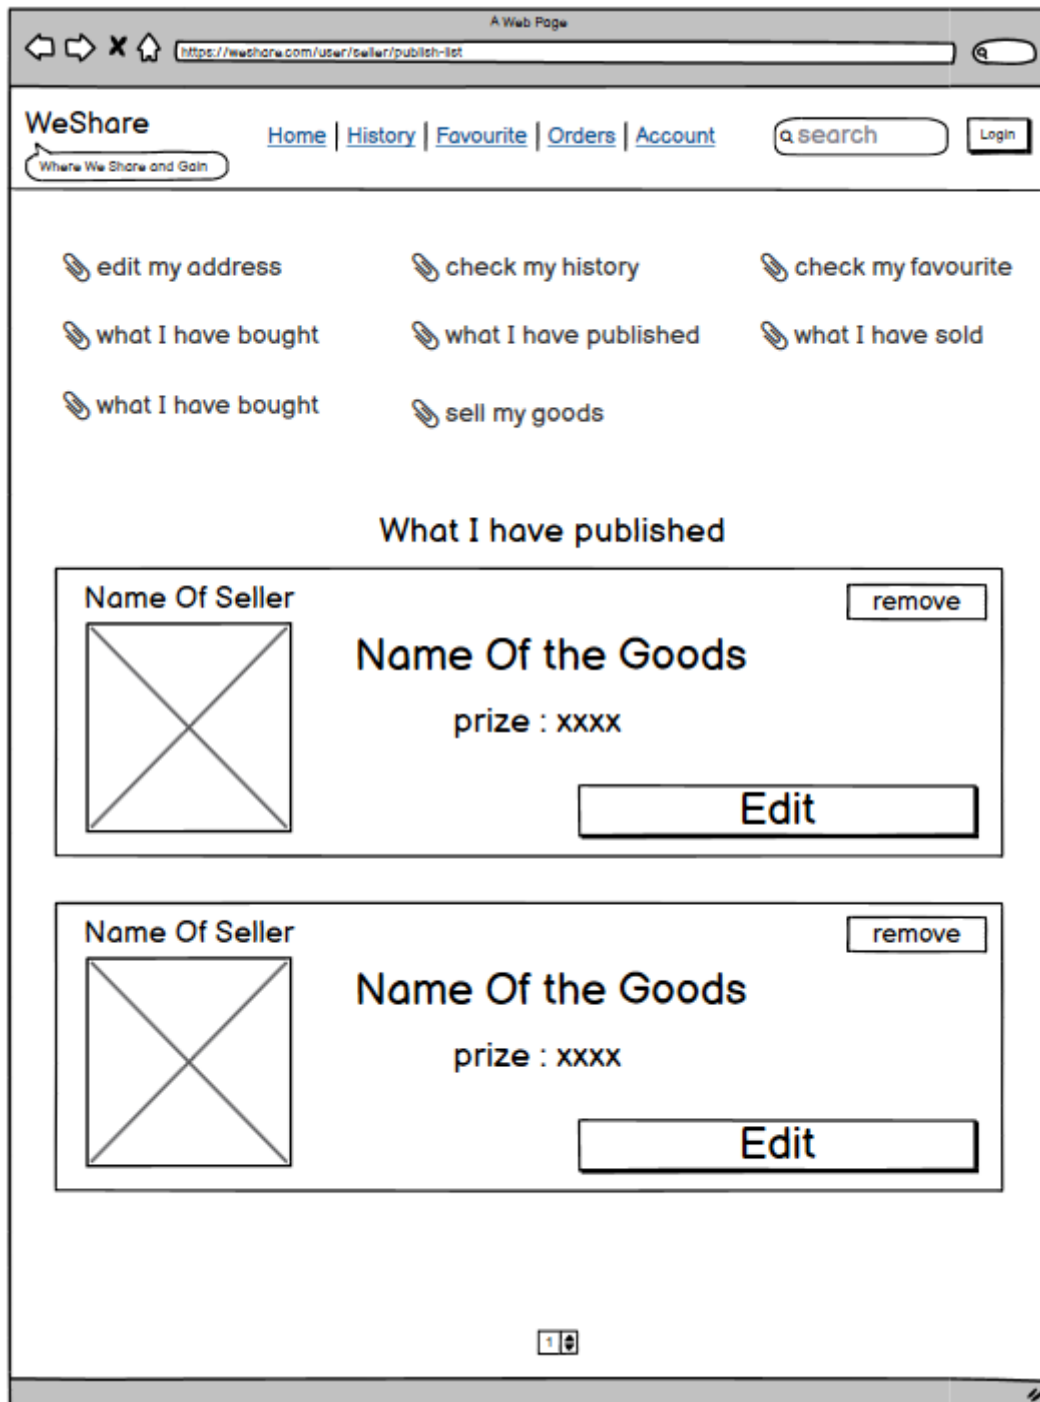 A Web Page
https://weshare.com/user/seller/publish-list
WeShare
Where We Share and Gain
Home | History | Favourite | Orders | Account
search
Login
edit my address
check my history
check my favourite
what I have bought
what I have published
what I have sold
what I have bought
sell my goods
What I have published
Name Of Seller
remove
Name Of the Goods
prize : xxxx
Edit
Name Of Seller
remove
Name Of the Goods
prize : xxxx
Edit
1